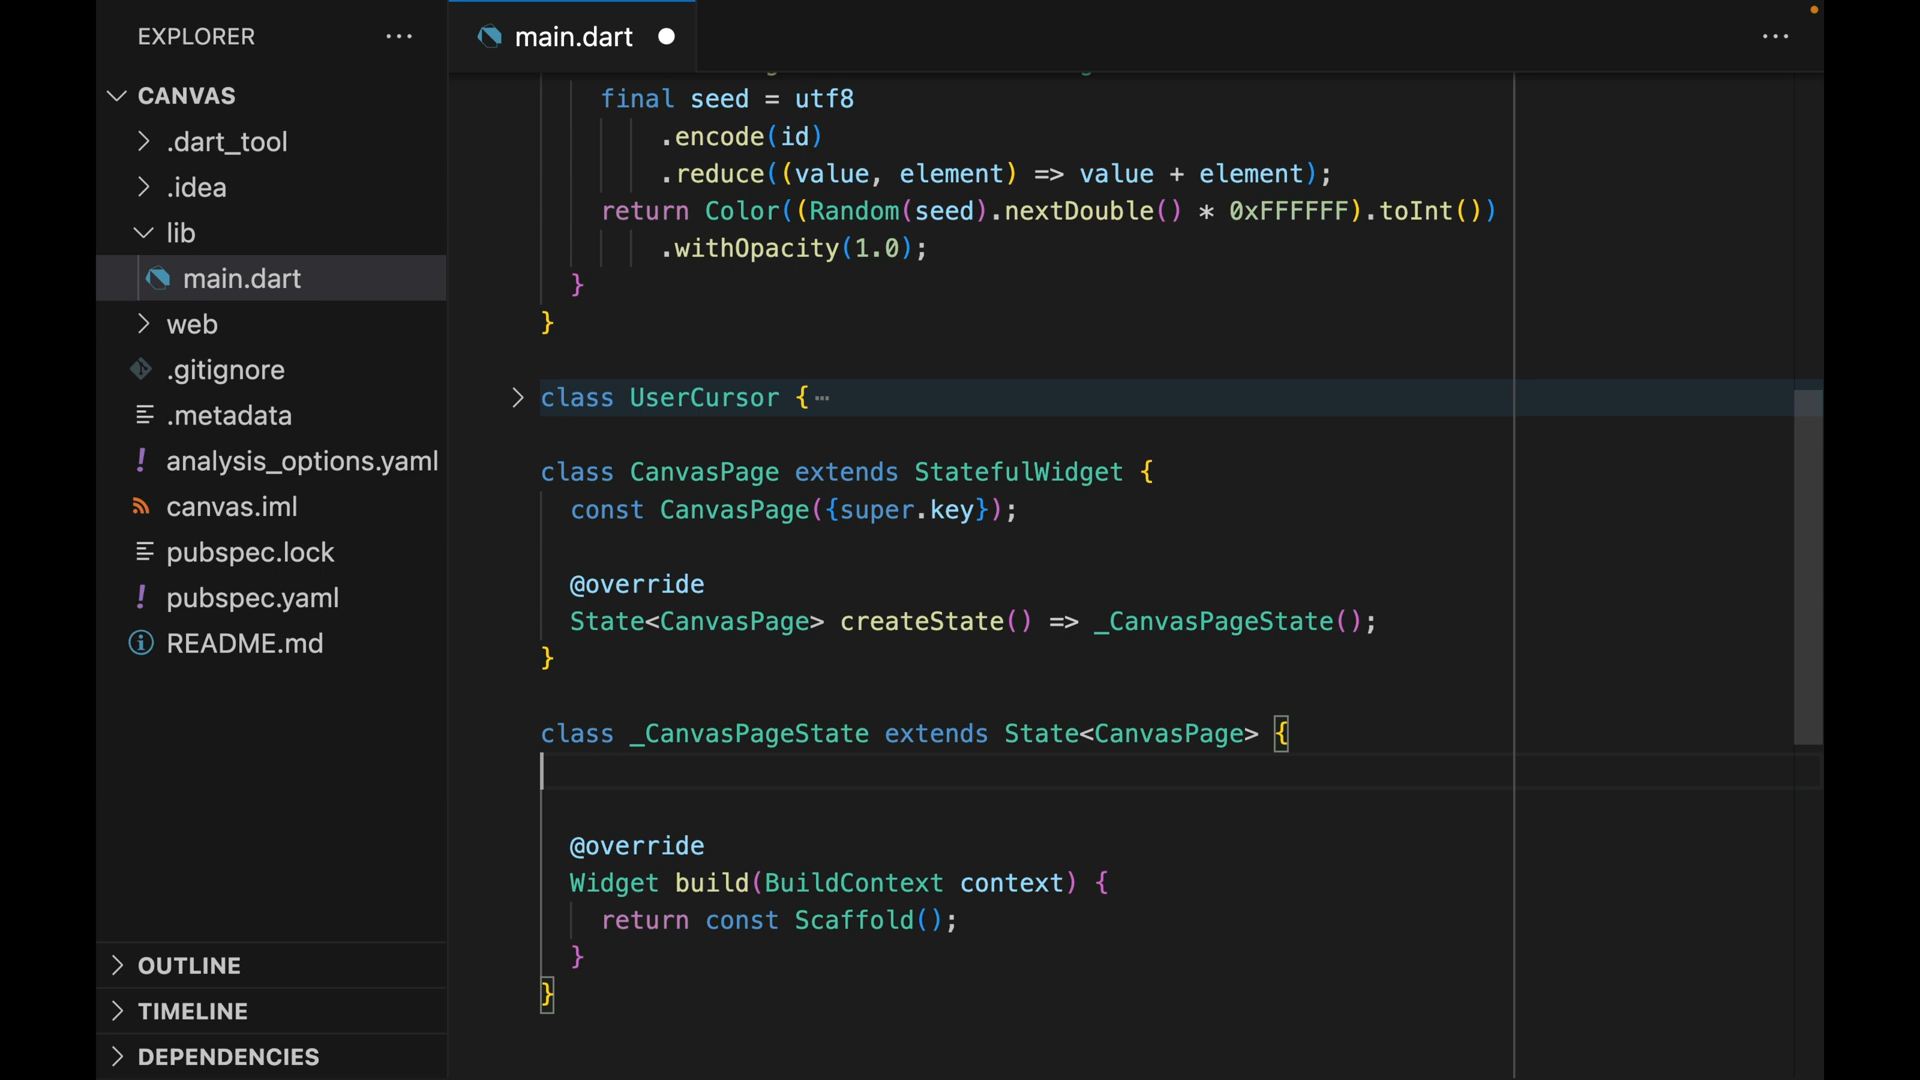 EXPLORER ...
CANVAS
.dart_tool
.idea
lib
main.dart
web
.gitignore
.metadata
analysis_options.yaml
canvas.iml
pubspec.lock
pubspec.yaml
README.md
OUTLINE
TIMELINE
DEPENDENCIES
main.dart
final seed = utf8
.encode(id)
.reduce((value, element) => value + element);
return Color((Random(seed).nextDouble() * 0xFFFFFF).toInt())
.withOpacity(1.0);
}
}
class UserCursor {…
class CanvasPage extends StatefulWidget {
const CanvasPage({super.key});
@override
State<CanvasPage> createState() => _CanvasPageState();
}
class _CanvasPageState extends State<CanvasPage> {
@override
Widget build(BuildContext context) {
return const Scaffold();
}
}